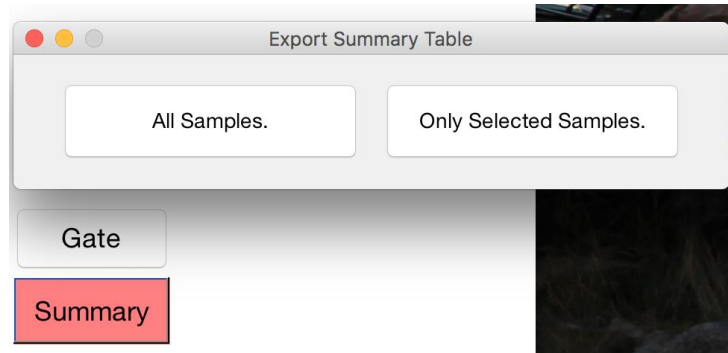 Export Summary Table
All Samples.
Only Selected Samples.
Gate
Summary